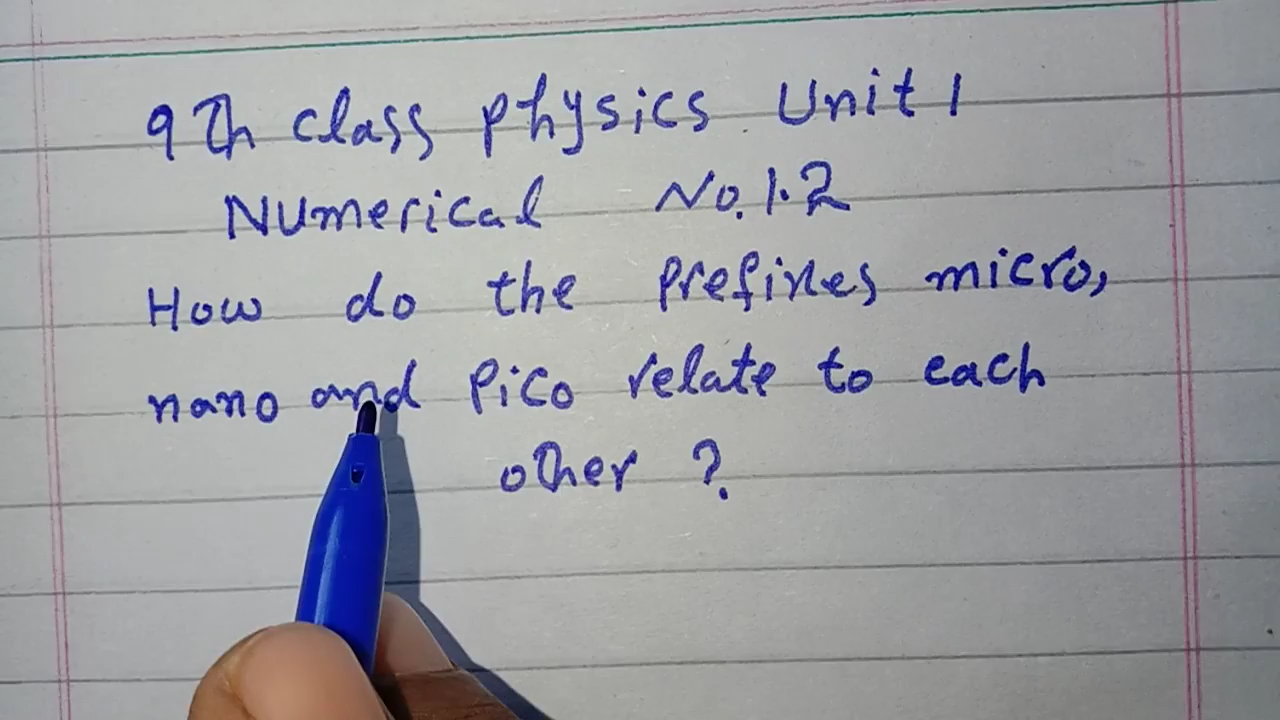 9Th class physics Unit 1
Numerical No. 1.2
How do the prefixes micro,
nano and Pico relate to each
other ?